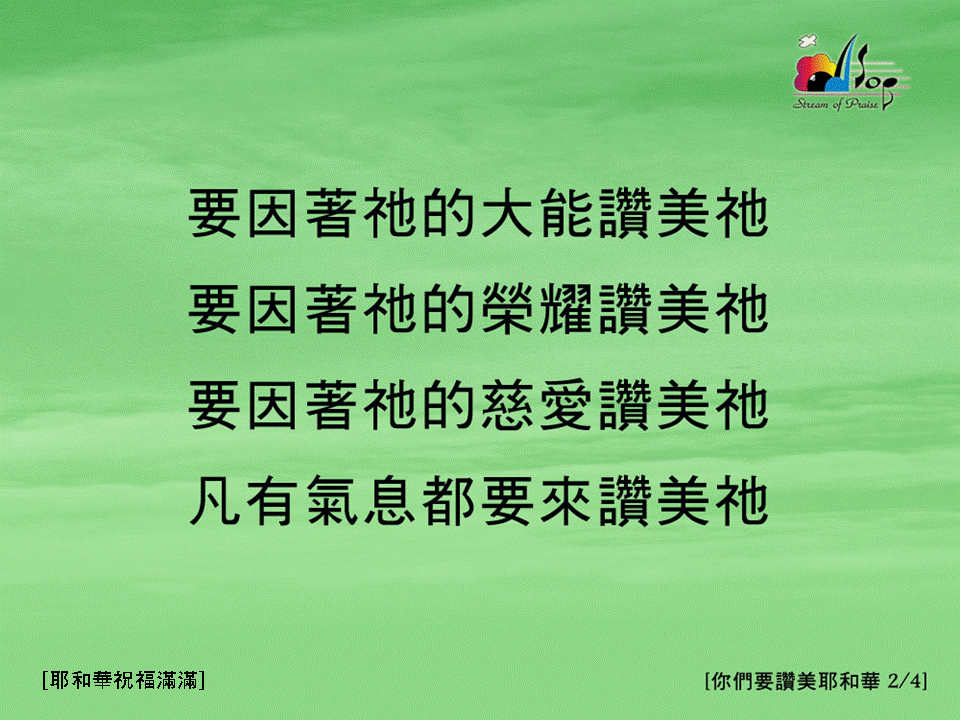 SOP
Stream of Praise
要因著祂的大能讚美祂
要因著祂的榮耀讚美祂
要因著祂的慈愛讚美祂
凡有氣息都要來讚美祂
[耶和華祝福滿滿]
[你們要讚美耶和華 2/4]